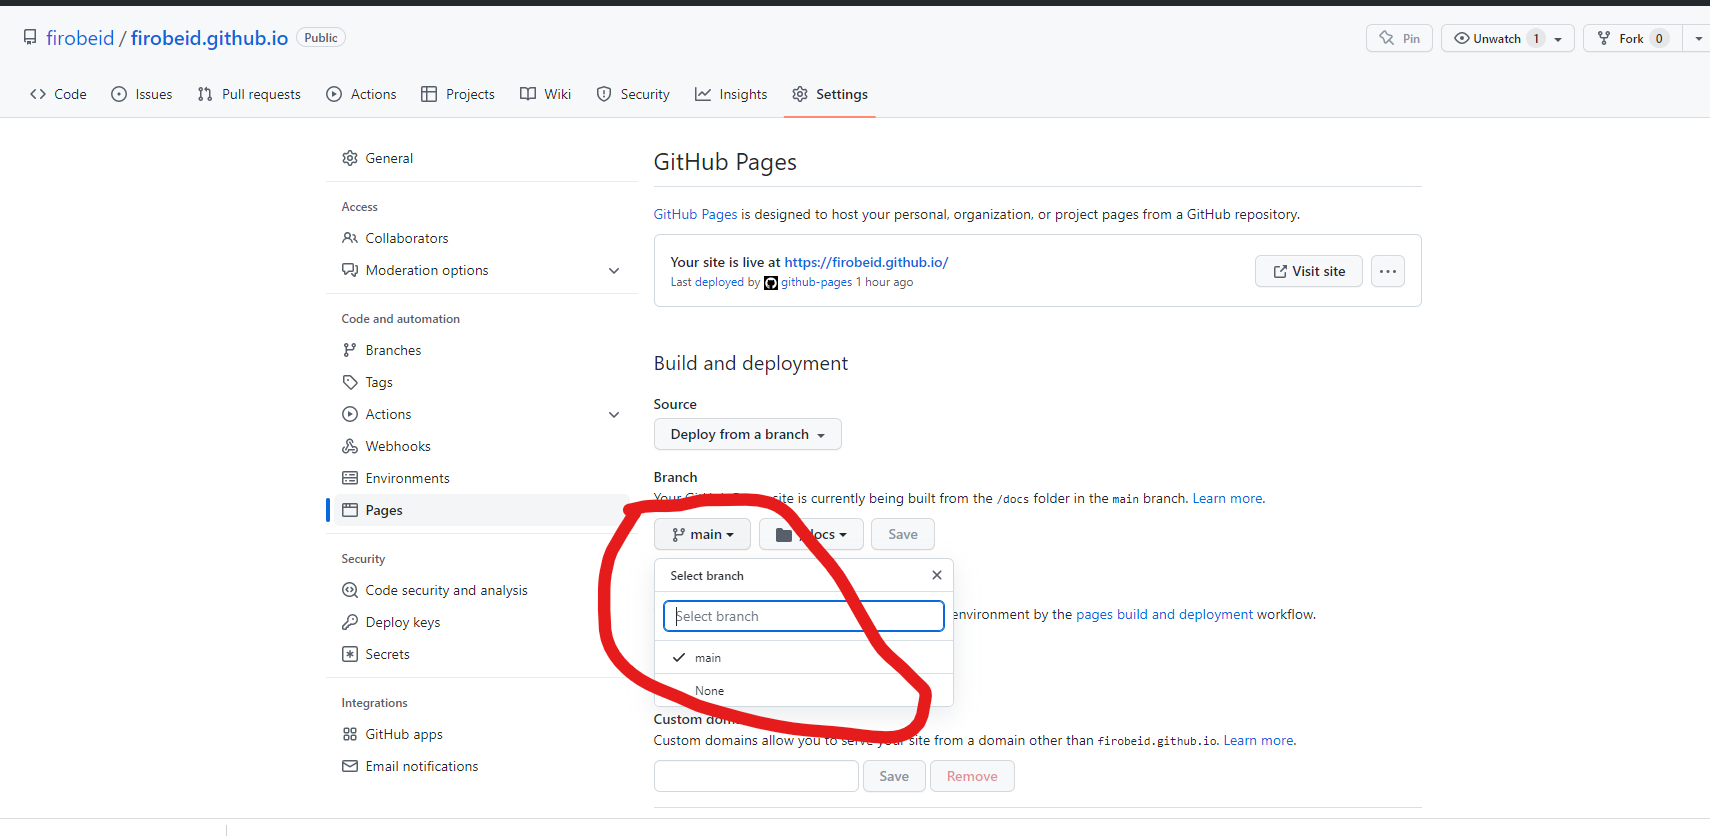 firobeid / firobeid.github.io Public
Pin Unwatch 1 Fork 0
Code Issues Pull requests Actions Projects Wiki Security Insights Settings
General
Access
Collaborators
Moderation options
Code and automation
Branches
Tags
Actions
Webhooks
Environments
Pages
Security
Code security and analysis
Deploy keys
Secrets
Integrations
GitHub apps
Email notifications
GitHub Pages
GitHub Pages is designed to host your personal, organization, or project pages from a GitHub repository.
Your site is live at https://firobeid.github.io/
Last deployed by github-pages 1 hour ago
Visit site
Build and deployment
Source
Deploy from a branch
Branch
Your site is currently being built from the /docs folder in the main branch. Learn more.
main /docs Save
Select branch
Select branch
environment by the pages build and deployment workflow.
main
None
Custom
Custom domains allow you to serve your site from a domain other than firobeid.github.io. Learn more.
Save Remove